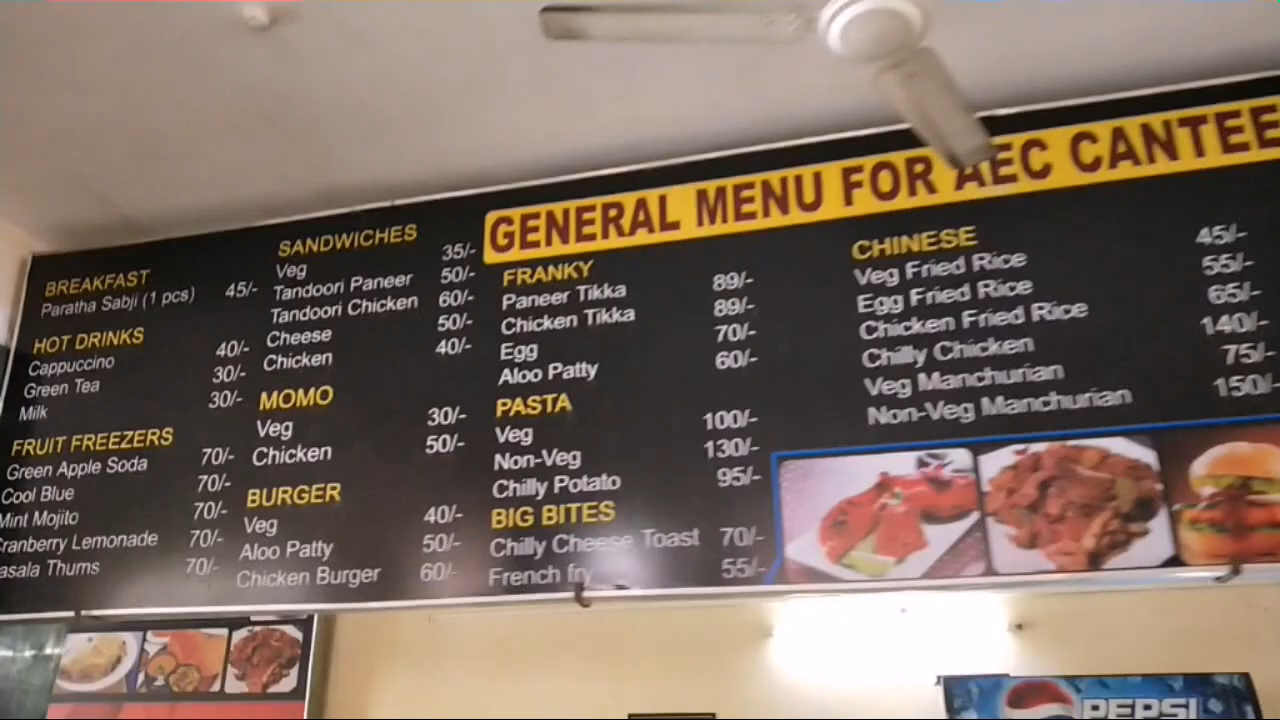 GENERAL MENU FOR AEC CANTEE
BREAKFAST
Paratha Sabji (1 pcs) 45/-
HOT DRINKS
Cappuccino 40/-
Green Tea 30/-
Milk 30/-
FRUIT FREEZERS
Green Apple Soda 70/-
Cool Blue 70/-
Mint Mojito 70/-
Cranberry Lemonade 70/-
asala Thums 70/-
SANDWICHES
Veg 35/-
Tandoori Paneer 50/-
Tandoori Chicken 60/-
Cheese 50/-
Chicken 40/-
MOMO
Veg 30/-
Chicken 50/-
BURGER
Veg 40/-
Aloo Patty 50/-
Chicken Burger 60/-
FRANKY
Paneer Tikka 89/-
Chicken Tikka 89/-
Egg 70/-
Aloo Patty 60/-
PASTA
Veg 100/-
Non-Veg 130/-
Chilly Potato 95/-
BIG BITES
Chilly Cheese Toast 70/-
French fry 55/-
CHINESE
Veg Fried Rice 45/-
Egg Fried Rice 55/-
Chicken Fried Rice 65/-
Chilly Chicken 140/-
Veg Manchurian 75/-
Non-Veg Manchurian 150/-
PEPSI